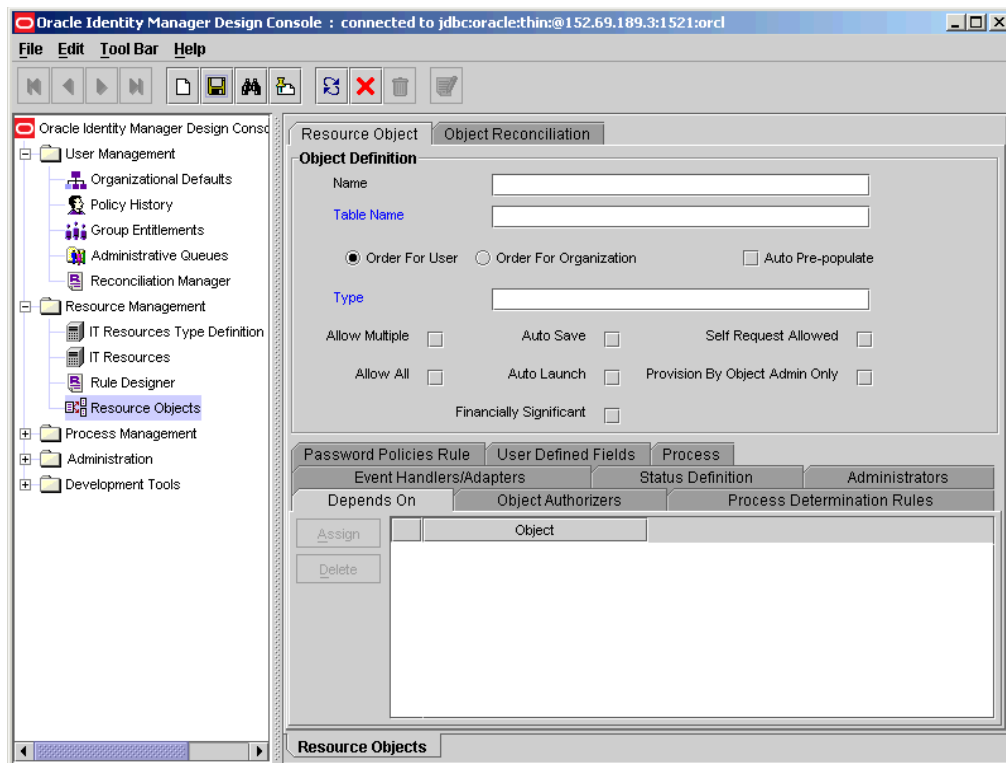 Oracle Identity Manager Design Console : connected to jdbc:oracle:thin:@152.69.189.3:1521:orcl
File Edit Tool Bar Help
Oracle Identity Manager Design Conso
User Management
Organizational Defaults
Policy History
Group Entitlements
Administrative Queues
Reconciliation Manager
Resource Management
IT Resources Type Definition
IT Resources
Rule Designer
Resource Objects
Process Management
Administration
Development Tools
Resource Object Object Reconciliation
Object Definition
Name
Table Name
Order For User Order For Organization Auto Pre-populate
Type
Allow Multiple Auto Save Self Request Allowed
Allow All Auto Launch Provision By Object Admin Only
Financially Significant
Password Policies Rule User Defined Fields Process
Event Handlers/Adapters Status Definition Administrators
Depends On Object Authorizers Process Determination Rules
Assign Object
Delete
Resource Objects